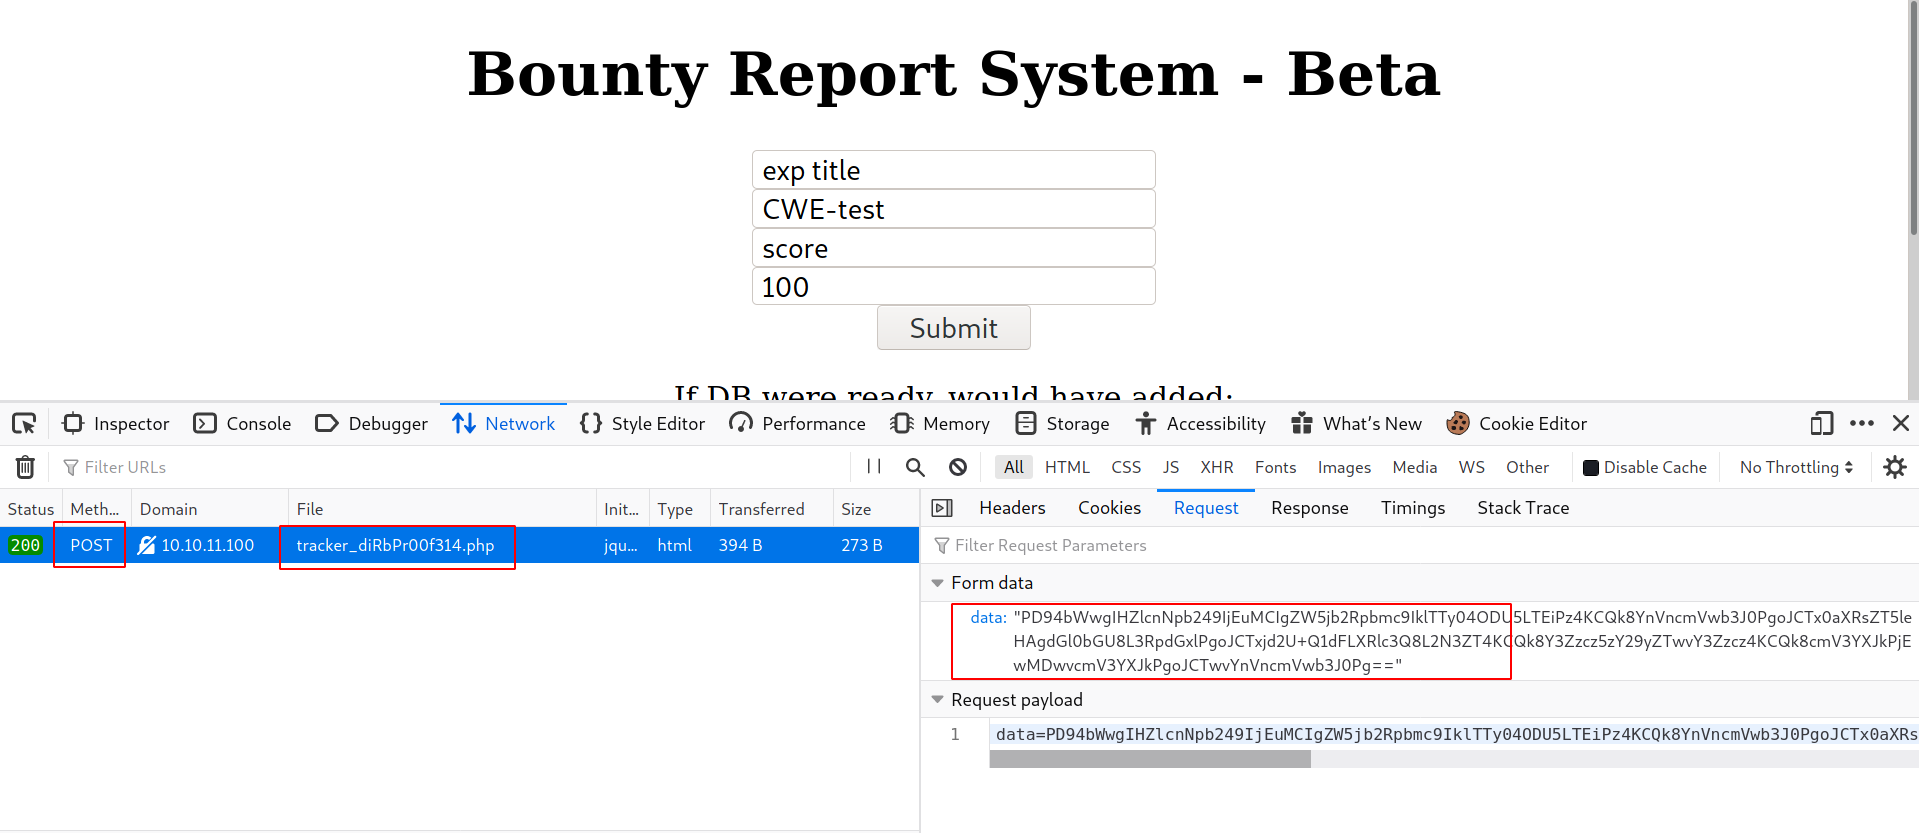 Bounty Report System - Beta
exp title
CWE-test
score
100
Submit
If DB were ready, would have added:
Inspector Console Debugger Network Style Editor Performance Memory Storage Accessibility What's New Cookie Editor
Filter URLs
All HTML CSS JS XHR Fonts Images Media WS Other Disable Cache No Throttling
Status Meth... Domain File Init... Type Transferred Size
200 POST 10.10.11.100 tracker_diRbPr00f314.php jqu... html 394 B 273 B
Headers Cookies Request Response Timings Stack Trace
Filter Request Parameters
Form data
data: "PD94bWwgIHZlcnNpb249IjEuMCIgZW5jb2Rpbmc9IklTTy04ODU5LTEiPz4KCQk8YnVncmVwb3J0PgoJCTx0aXRsZT5le
HAgdGl0bGU8L3RpdGxlPgoJCTxjd2U+Q1dFLXRlc3Q8L2N3ZT4KCQk8Y3Zzcz5zY29yZTwvY3Zzcz4KCQk8cmV3YXJkPjE
wMDwvcmV3YXJkPgoJCTwvYnVncmVwb3J0Pg=="
Request payload
1 data=PD94bWwgIHZlcnNpb249IjEuMCIgZW5jb2Rpbmc9IklTTy04ODU5LTEiPz4KCQk8YnVncmVwb3J0PgoJCTx0aXRs